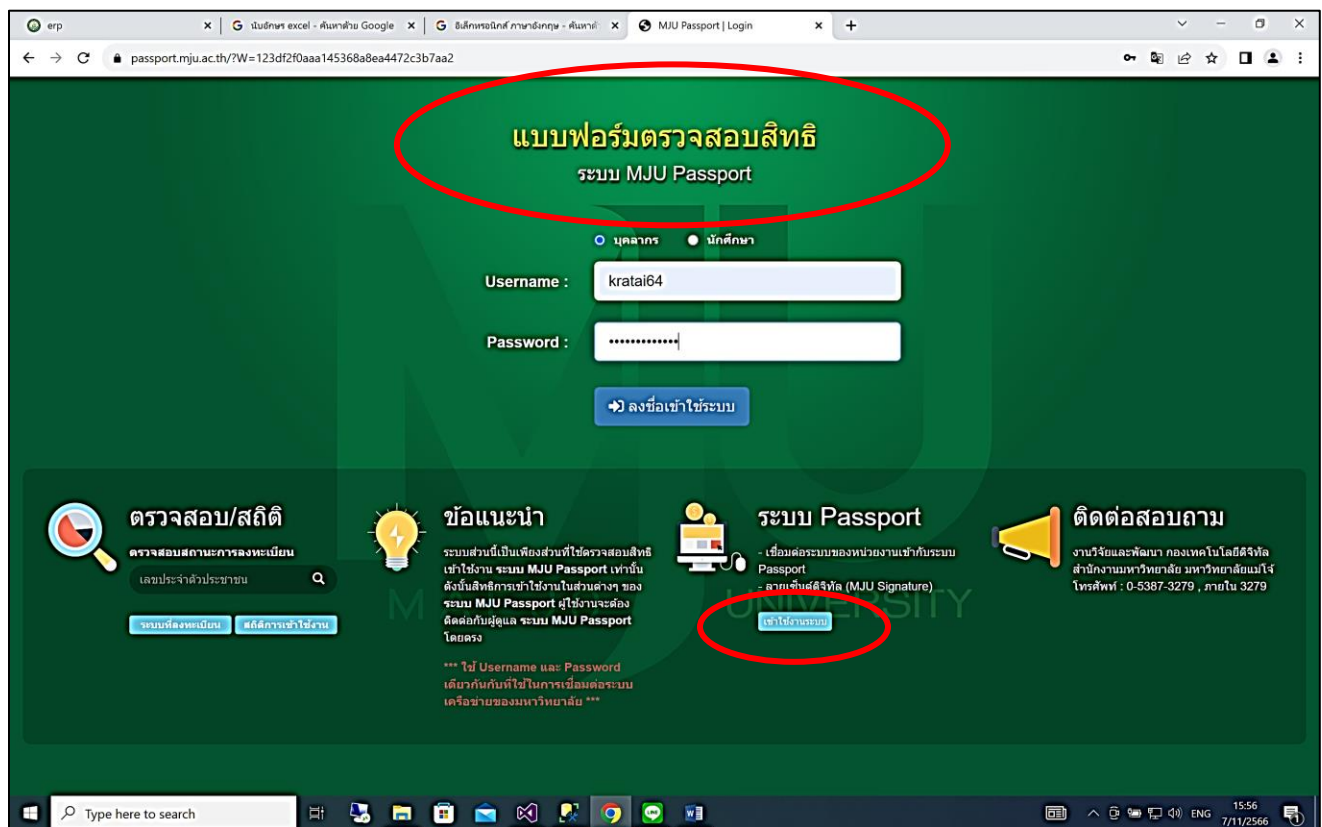 erp
นับอักษร excel - ค้นหาด้วย Google
อิเล็กทรอนิกส์ ภาษาอังกฤษ - ค้นหาด้
MJU Passport | Login
passport.mju.ac.th/?W=123df2f0aaa145368a8ea4472c3b7aa2
แบบฟอร์มตรวจสอบสิทธิ
ระบบ MJU Passport
บุคลากร นักศึกษา
Username : kratai64
Password : •••••••••••••
ลงชื่อเข้าใช้ระบบ
ตรวจสอบ/สถิติ
ตรวจสอบสถานะการลงทะเบียน
เลขประจำตัวประชาชน
ระบบที่ลงทะเบียน สถิติการเข้าใช้งาน
ข้อแนะนำ
ระบบส่วนนี้เป็นเพียงส่วนที่ใช้ตรวจสอบสิทธิ
เข้าใช้งาน ระบบ MJU Passport เท่านั้น
ดังนั้นสิทธิการเข้าใช้งานในส่วนต่างๆ ของ
ระบบ MJU Passport ผู้ใช้งานจะต้อง
ติดต่อกับผู้ดูแล ระบบ MJU Passport
โดยตรง
*** ใช้ Username และ Password
เดียวกันกับที่ใช้ในการเชื่อมต่อระบบ
เครือข่ายของมหาวิทยาลัย ***
ระบบ Passport
- เชื่อมต่อระบบของหน่วยงานเข้ากับระบบ
Passport
- ลายเซ็นต์ดิจิทัล (MJU Signature)
เข้าใช้งานระบบ
ติดต่อสอบถาม
งานวิจัยและพัฒนา กองเทคโนโลยีดิจิทัล
สำนักงานมหาวิทยาลัย มหาวิทยาลัยแม่โจ้
โทรศัพท์ : 0-5387-3279 , ภายใน 3279
MJU
UNIVERSITY
Type here to search
ENG
15:56
7/11/2566